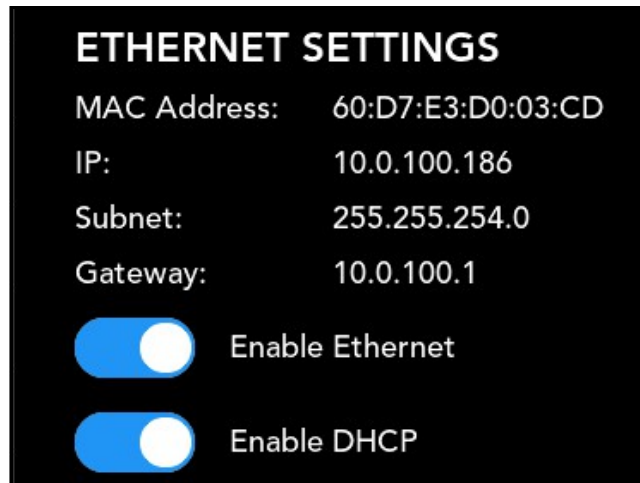 ETHERNET SETTINGS
MAC Address: 60:D7:E3:D0:03:CD
IP: 10.0.100.186
Subnet: 255.255.254.0
Gateway: 10.0.100.1
Enable Ethernet
Enable DHCP